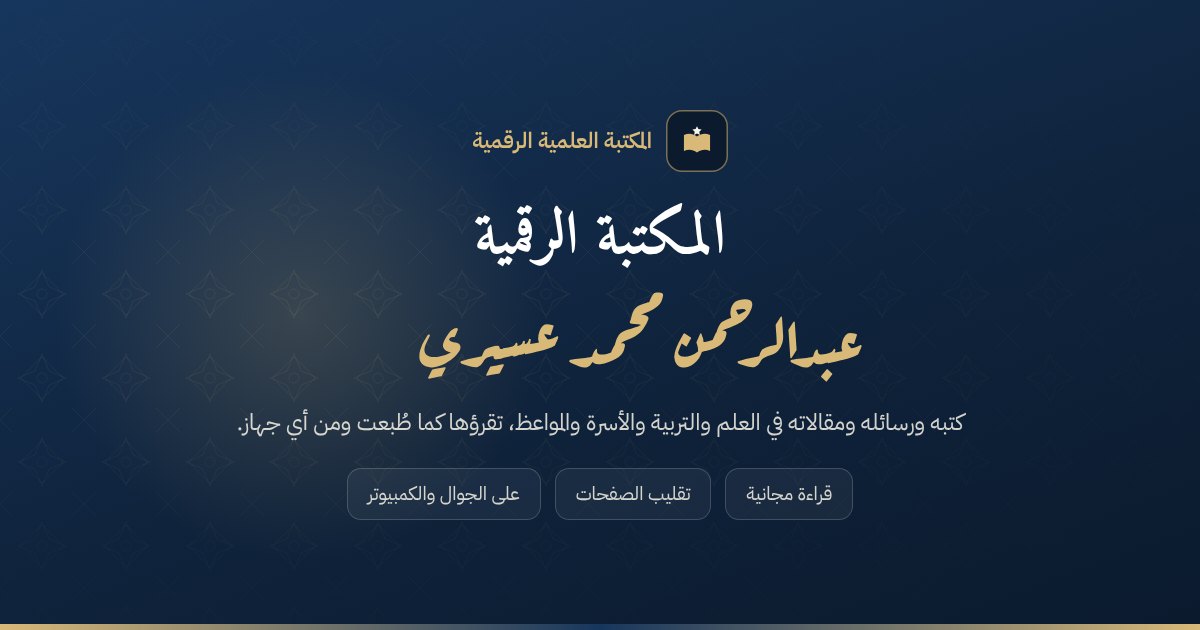 المكتبة العلمية الرقمية
المكتبة الرقمية
عبدالرحمن محمد عسيري
كتبه ورسائله ومقالاته في العلم والتربية والأسرة والمواعظ، تقرؤها كما طُبعت ومن أي جهاز.
قراءة مجانية
تقليب الصفحات
على الجوال والكمبيوتر